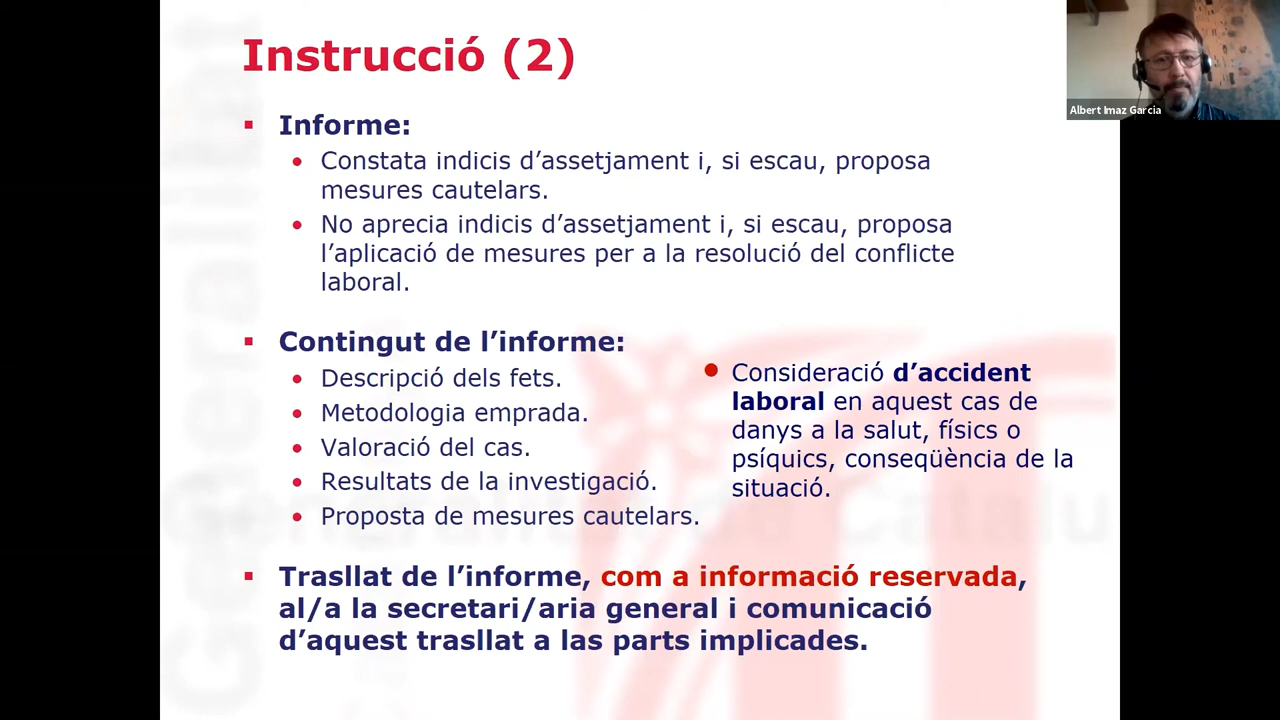 Instrucció (2)
Albert Imaz Garcia
Informe:
Constata indicis d’assetjament i, si escau, proposa
mesures cautelars.
No aprecia indicis d’assetjament i, si escau, proposa
l’aplicació de mesures per a la resolució del conflicte
laboral.
Contingut de l’informe:
Descripció dels fets.
Metodologia emprada.
Valoració del cas.
Resultats de la investigació.
Proposta de mesures cautelars.
Consideració d’accident
laboral en aquest cas de
danys a la salut, físics o
psíquics, conseqüència de la
situació.
Trasllat de l’informe, com a informació reservada,
al/a la secretari/aria general i comunicació
d’aquest trasllat a las parts implicades.